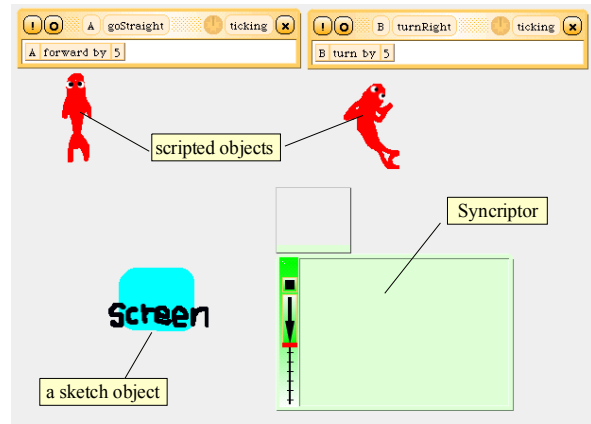 ! O A goStraight ticking ×
A forward by 5
! O B turnRight ticking ×
B turn by 5
scripted objects
Syncriptor
screen
a sketch object